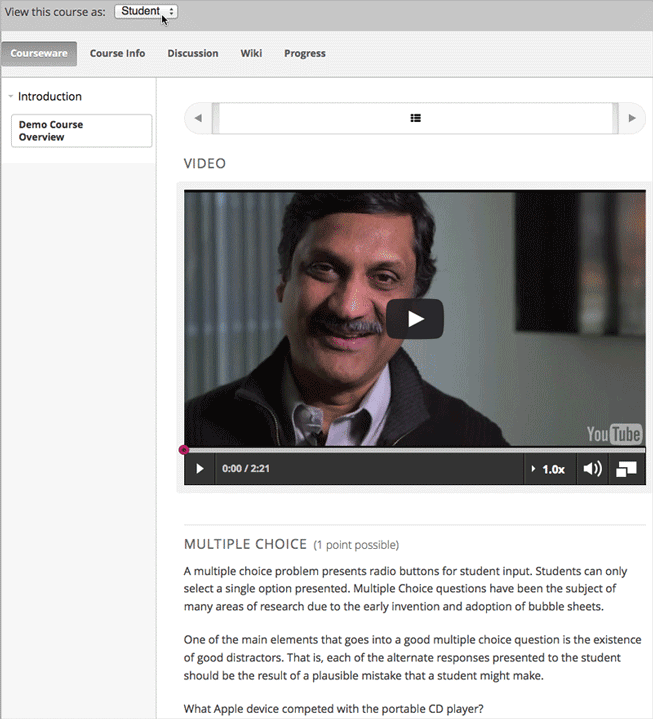 View this course as: Student
Courseware Course Info Discussion Wiki Progress
Introduction
Demo Course
Overview
VIDEO
YouTube
0:00 / 2:21
1.0x
MULTIPLE CHOICE (1 point possible)
A multiple choice problem presents radio buttons for student input. Students can only
select a single option presented. Multiple Choice questions have been the subject of
many areas of research due to the early invention and adoption of bubble sheets.
One of the main elements that goes into a good multiple choice question is the existence
of good distractors. That is, each of the alternate responses presented to the student
should be the result of a plausible mistake that a student might make.
What Apple device competed with the portable CD player?